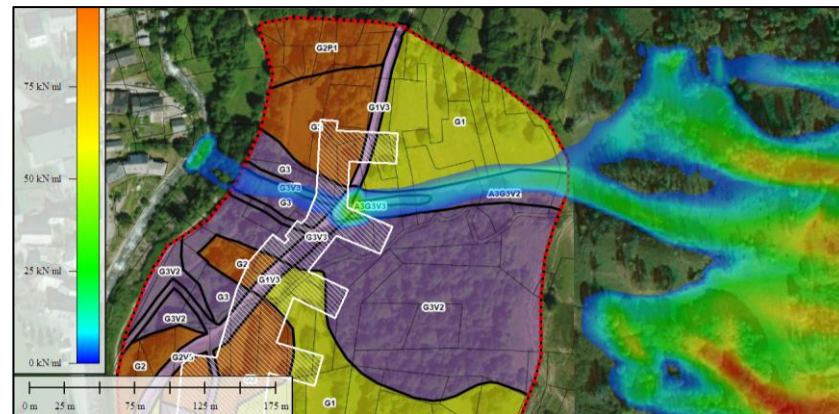 75 kN/ml
50 kN/ml
25 kN/ml
0 kN/ml
G2P1
G1V3
G1
G3
G3V3
G3
A3G3V3
A3G3V2
G3V3
G3V2
G2
G1V3
G3
G3V2
G3V2
G2
G1
0 m
25 m
75 m
125 m
175 m